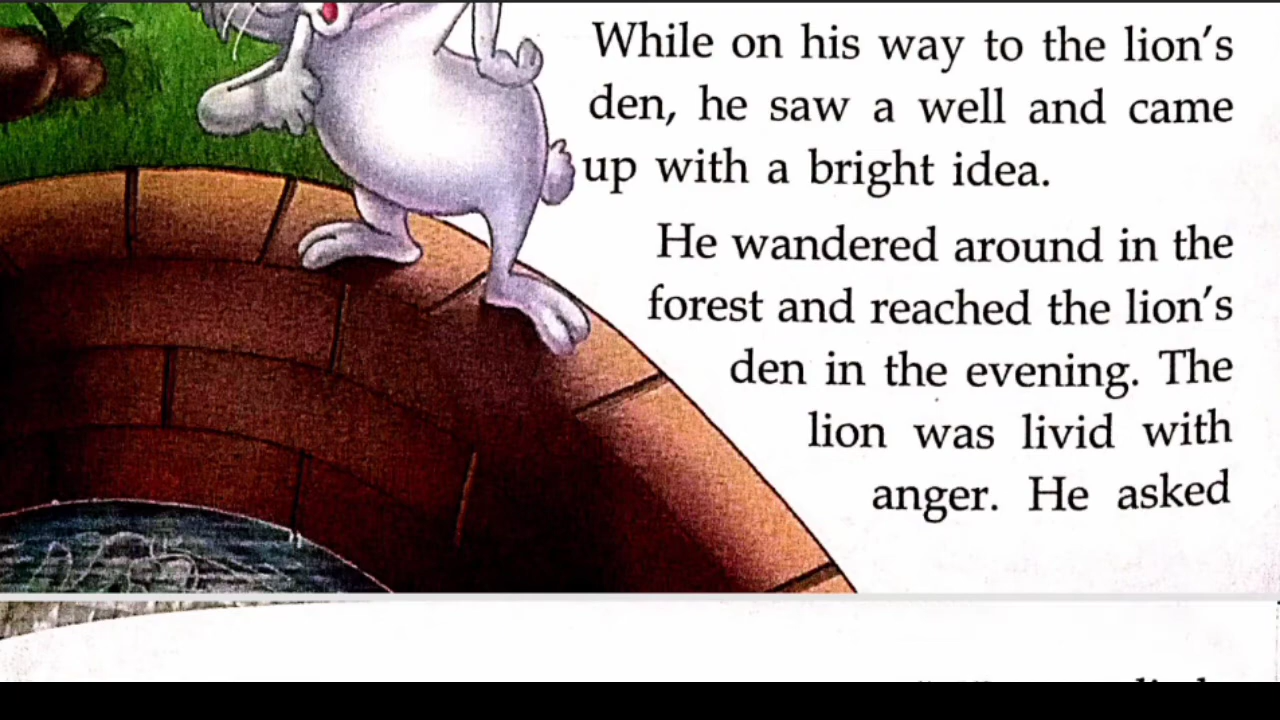 While on his way to the lion's
den, he saw a well and came
up with a bright idea.
He wandered around in the
forest and reached the lion's
den in the evening. The
lion was livid with
anger. He asked